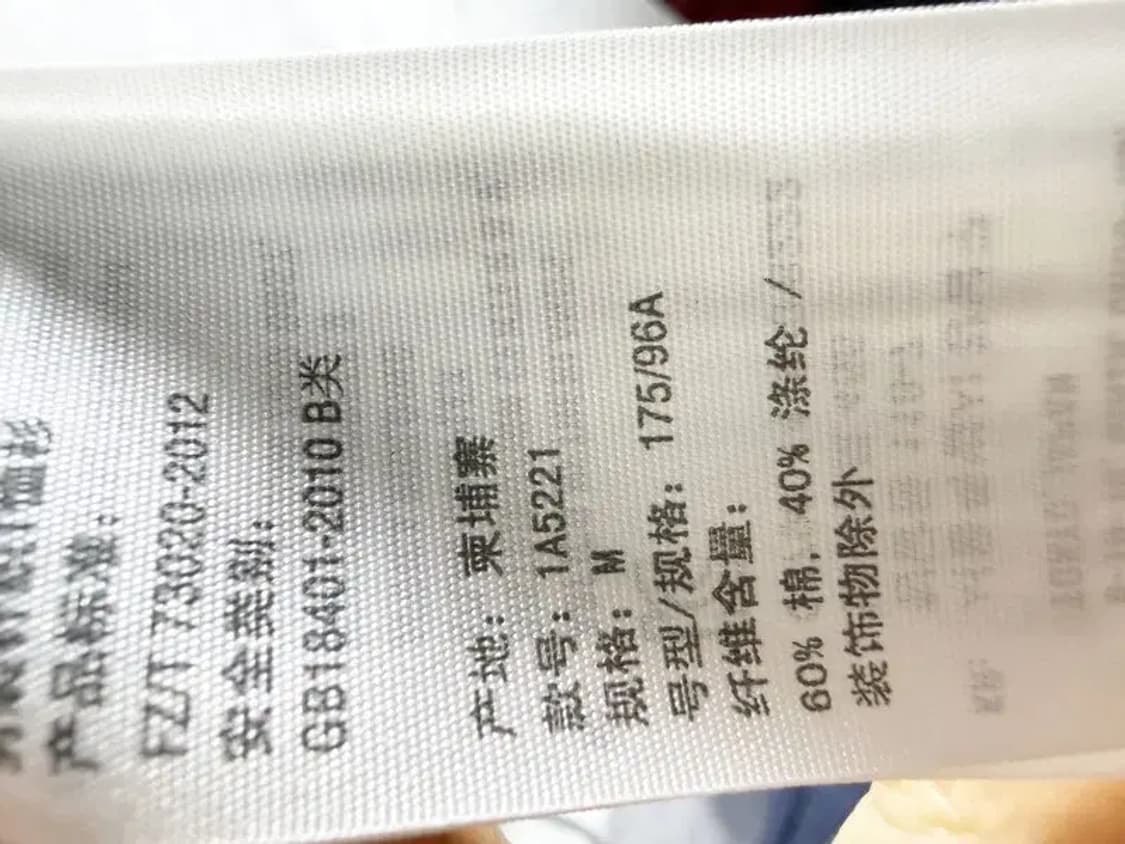 产品标准：
FZ/T 73020-2012
安全类别：
GB18401-2010 B类
产地： 柬埔寨
款号： 1A5221
规格： M
号型/规格： 175/96A
纤维含量：
60% 棉, 40% 涤纶 /
装饰物除外